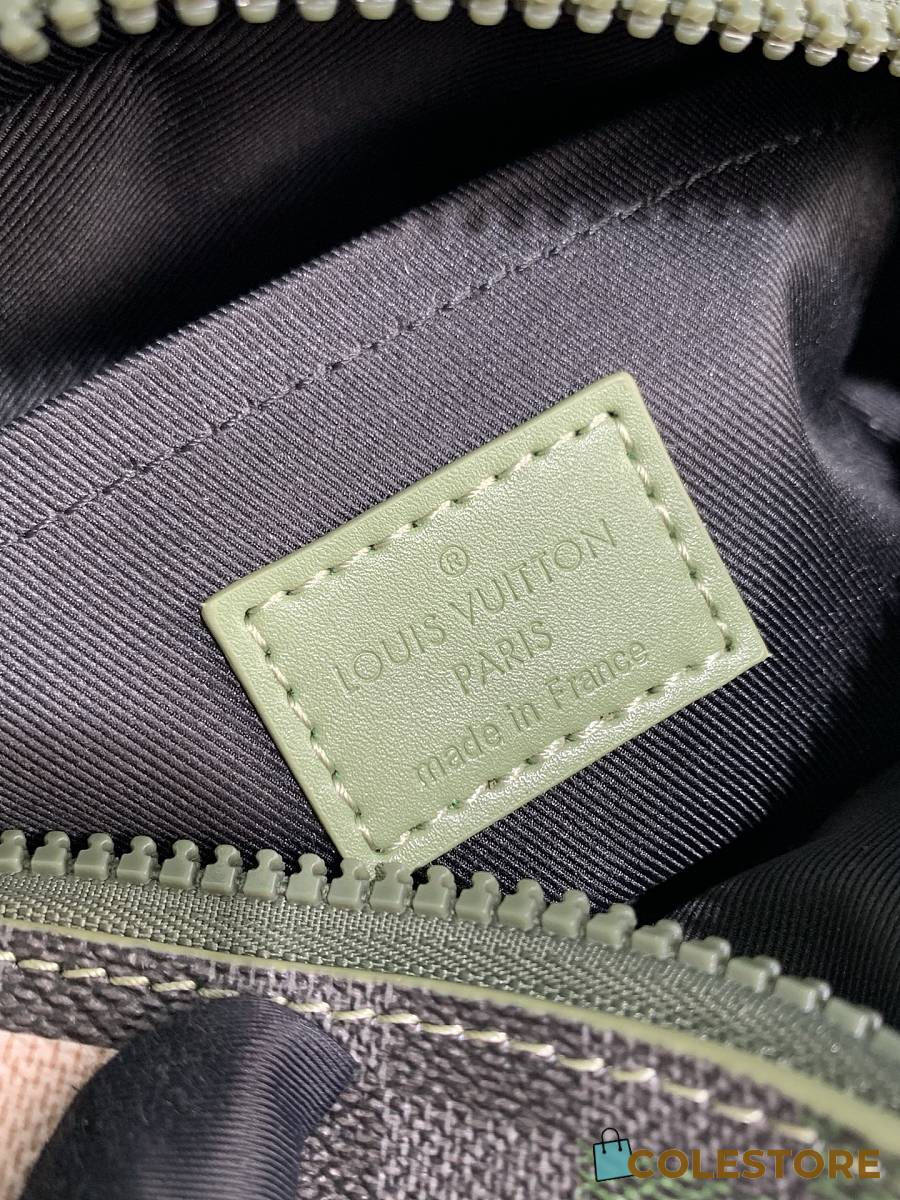 ®
LOUIS VUITTON
PARIS
made in France
COLESTORE